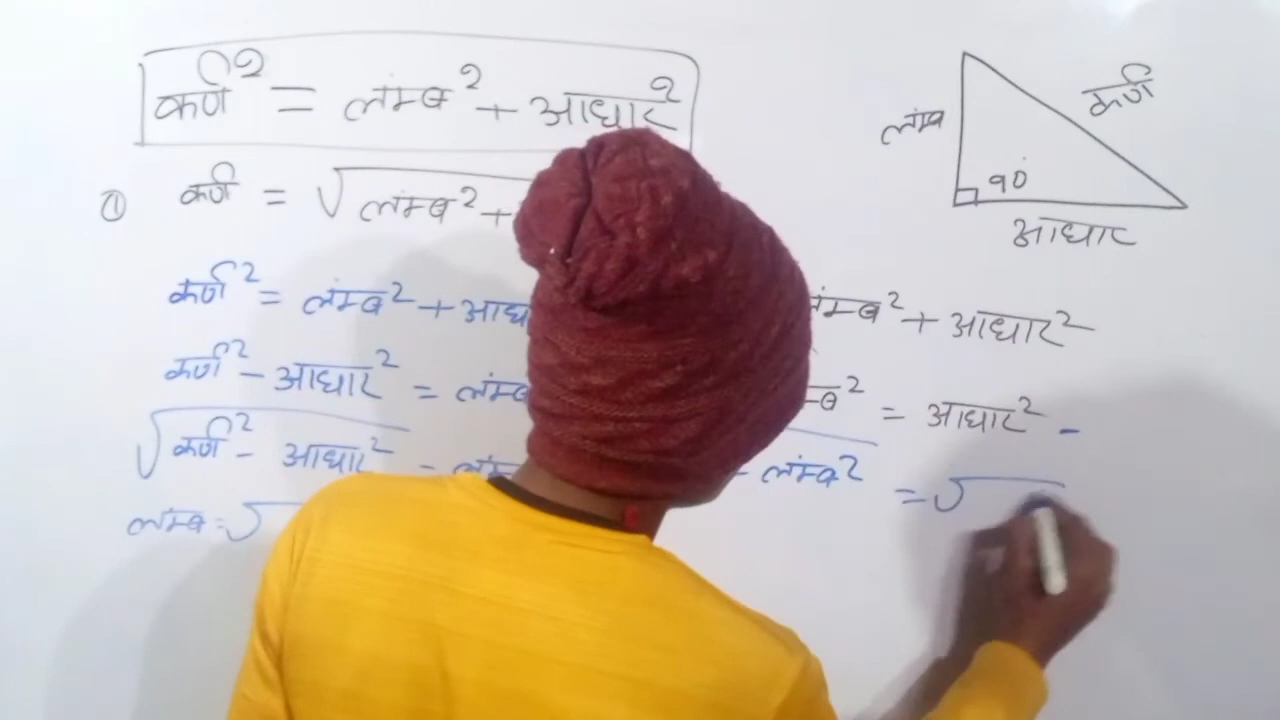 कर्ण² = लंम्ब² + आधार²
लंम्ब
कर्ण
90°
आधार
① कर्ण = √लंम्ब² +
कर्ण² = लंम्ब² + आधा
लंम्ब² + आधार²
कर्ण² - आधार² = लंम्ब
म्ब² = आधार² -
√कर्ण² - आधार² = लंम्ब
- लंम्ब² = √
लम्ब = √